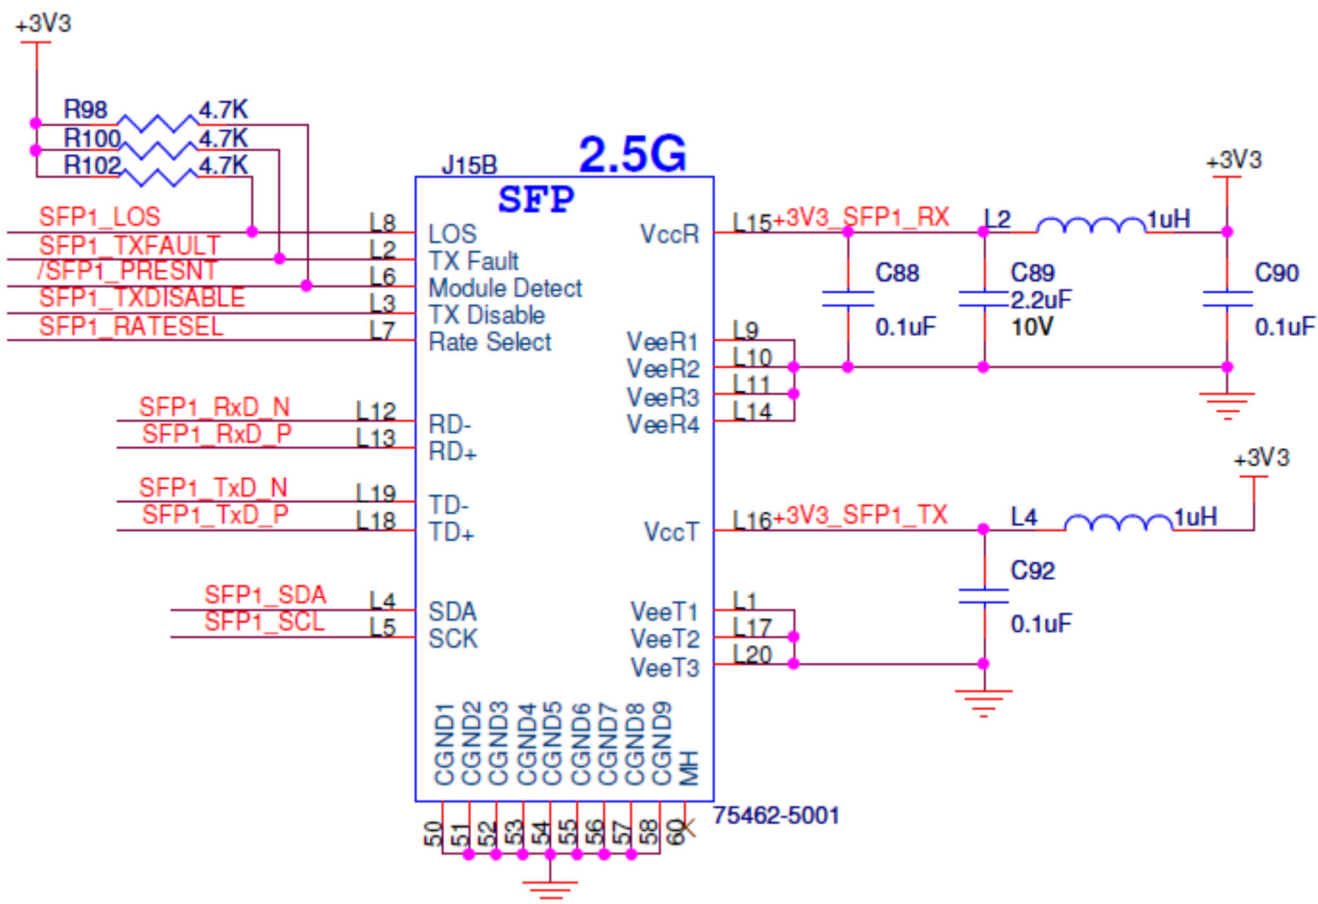 +3V3
R98 4.7K
R100 4.7K
R102 4.7K
J15B 2.5G
SFP
+3V3
SFP1_LOS L8 LOS
SFP1_TXFAULT L2 TX Fault
/SFP1_PRESNT L6 Module Detect
SFP1_TXDISABLE L3 TX Disable
SFP1_RATESEL L7 Rate Select
VccR L15 +3V3_SFP1_RX L2 1uH
C88 0.1uF
C89 2.2uF 10V
C90 0.1uF
VeeR1 L9
VeeR2 L10
VeeR3 L11
VeeR4 L14
SFP1_RxD_N L12 RD-
SFP1_RxD_P L13 RD+
+3V3
SFP1_TxD_N L19 TD-
SFP1_TxD_P L18 TD+
VccT L16 +3V3_SFP1_TX L4 1uH
C92 0.1uF
SFP1_SDA L4 SDA
SFP1_SCL L5 SCK
VeeT1 L1
VeeT2 L17
VeeT3 L20
CGND1 CGND2 CGND3 CGND4 CGND5 CGND6 CGND7 CGND8 CGND9 MH
75462-5001
50 51 52 53 54 55 56 57 58 60